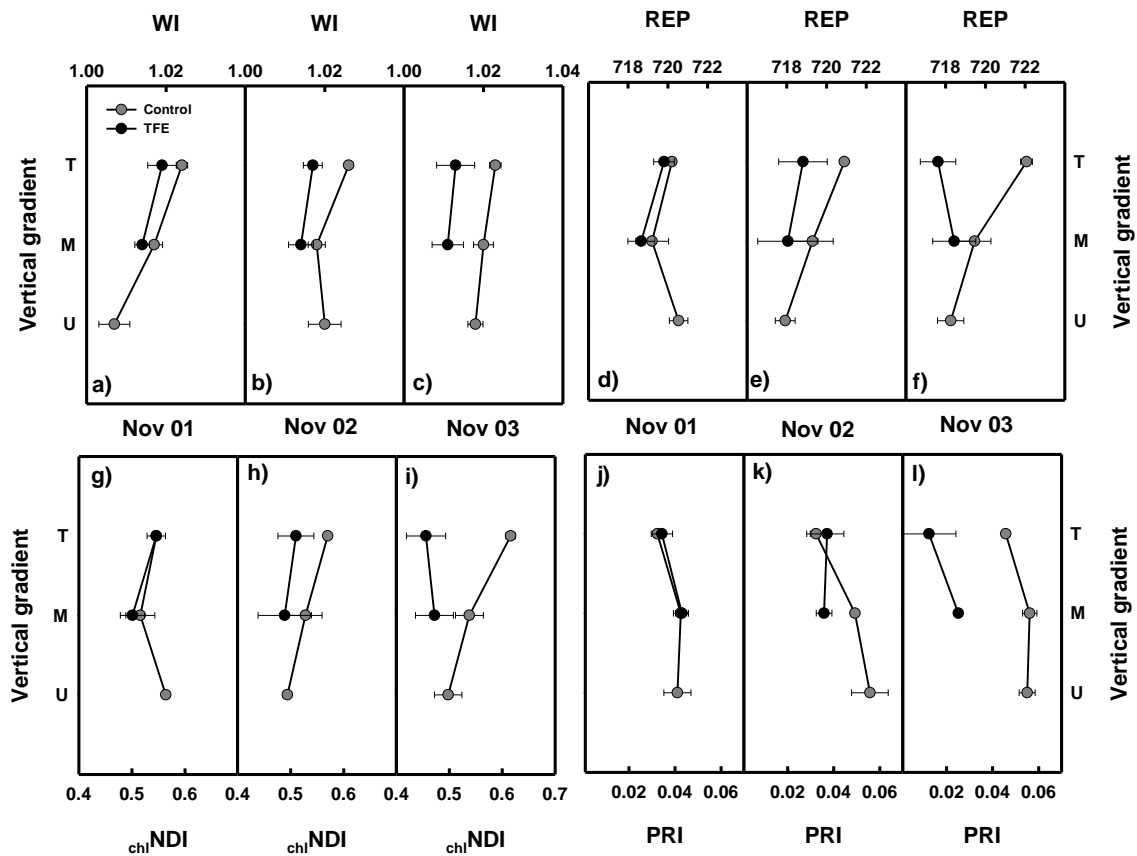 WI WI WI REP REP REP
1.00 1.02 1.00 1.02 1.00 1.02 1.04 718 720 722 718 720 722 718 720 722
Control
TFE
Vertical gradient
T
M
U
T
M
U
Vertical gradient
a) b) c) d) e) f)
Nov 01 Nov 02 Nov 03 Nov 01 Nov 02 Nov 03
g) h) i) j) k) l)
Vertical gradient
T
M
U
T
M
U
Vertical gradient
0.4 0.5 0.6 0.4 0.5 0.6 0.4 0.5 0.6 0.7 0.02 0.04 0.06 0.02 0.04 0.06 0.02 0.04 0.06
chlNDI chlNDI chlNDI PRI PRI PRI